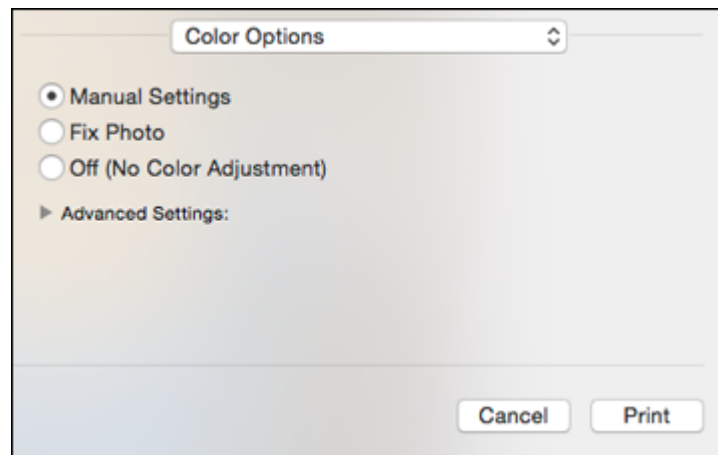 Color Options
Manual Settings
Fix Photo
Off (No Color Adjustment)
Advanced Settings:
Cancel Print